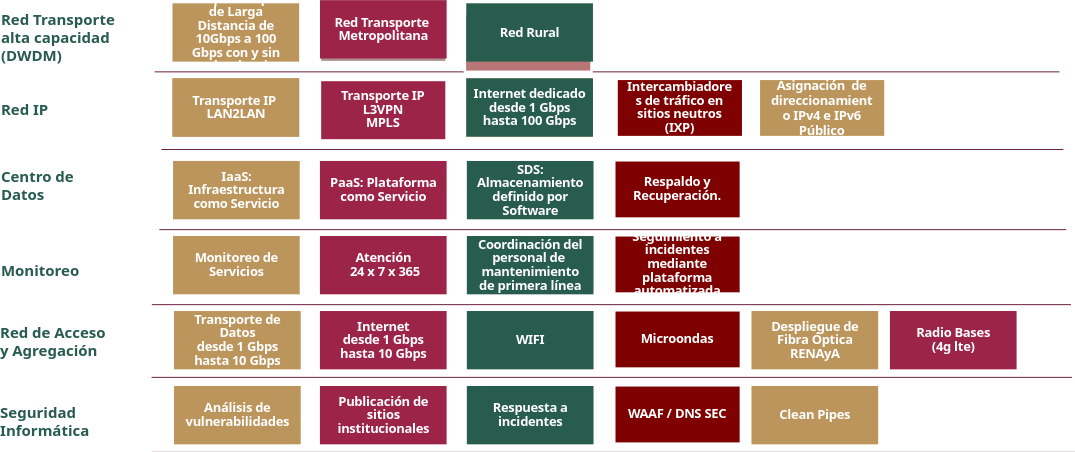 Red Transporte
alta capacidad
(DWDM)
de Larga
Distancia de
10Gbps a 100
Gbps con y sin
Red Transporte
Metropolitana
Red Rural
Red IP
Transporte IP
LAN2LAN
Transporte IP
L3VPN
MPLS
Internet dedicado
desde 1 Gbps
hasta 100 Gbps
Intercambiadore
s de tráfico en
sitios neutros
(IXP)
Asignación de
direccionamient
o IPv4 e IPv6
Público
Centro de
Datos
IaaS:
Infraestructura
como Servicio
PaaS: Plataforma
como Servicio
SDS:
Almacenamiento
definido por
Software
Respaldo y
Recuperación.
Monitoreo
Monitoreo de
Servicios
Atención
24 x 7 x 365
Coordinación del
personal de
mantenimiento
de primera línea
Seguimiento a
incidentes
mediante
plataforma
automatizada
Red de Acceso
y Agregación
Transporte de
Datos
desde 1 Gbps
hasta 10 Gbps
Internet
desde 1 Gbps
hasta 10 Gbps
WIFI
Microondas
Despliegue de
Fibra Óptica
RENAyA
Radio Bases
(4g lte)
Seguridad
Informática
Análisis de
vulnerabilidades
Publicación de
sitios
institucionales
Respuesta a
incidentes
WAAF / DNS SEC
Clean Pipes